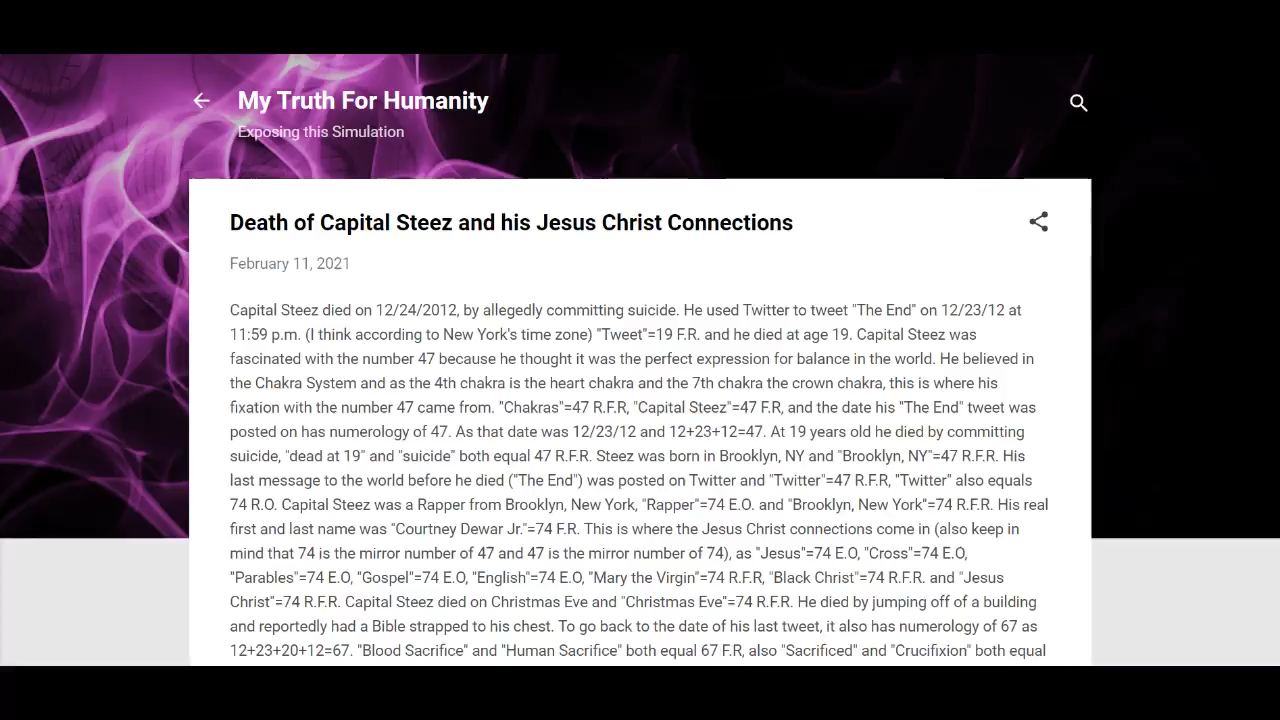 My Truth For Humanity
Exposing this Simulation
Death of Capital Steez and his Jesus Christ Connections
February 11, 2021
Capital Steez died on 12/24/2012, by allegedly committing suicide. He used Twitter to tweet "The End" on 12/23/12 at
11:59 p.m. (I think according to New York's time zone) "Tweet"=19 F.R. and he died at age 19. Capital Steez was
fascinated with the number 47 because he thought it was the perfect expression for balance in the world. He believed in
the Chakra System and as the 4th chakra is the heart chakra and the 7th chakra the crown chakra, this is where his
fixation with the number 47 came from. "Chakras"=47 R.F.R, "Capital Steez"=47 F.R, and the date his "The End" tweet was
posted on has numerology of 47. As that date was 12/23/12 and 12+23+12=47. At 19 years old he died by committing
suicide, "dead at 19" and "suicide" both equal 47 R.F.R. Steez was born in Brooklyn, NY and "Brooklyn, NY"=47 R.F.R. His
last message to the world before he died ("The End") was posted on Twitter and "Twitter"=47 R.F.R, "Twitter" also equals
74 R.O. Capital Steez was a Rapper from Brooklyn, New York, "Rapper"=74 E.O. and "Brooklyn, New York"=74 R.F.R. His real
first and last name was "Courtney Dewar Jr."=74 F.R. This is where the Jesus Christ connections come in (also keep in
mind that 74 is the mirror number of 47 and 47 is the mirror number of 74), as "Jesus"=74 E.O, "Cross"=74 E.O,
"Parables"=74 E.O, "Gospel"=74 E.O, "English"=74 E.O, "Mary the Virgin"=74 R.F.R, "Black Christ"=74 R.F.R. and "Jesus
Christ"=74 R.F.R. Capital Steez died on Christmas Eve and "Christmas Eve"=74 R.F.R. He died by jumping off of a building
and reportedly had a Bible strapped to his chest. To go back to the date of his last tweet, it also has numerology of 67 as
12+23+20+12=67. "Blood Sacrifice" and "Human Sacrifice" both equal 67 F.R, also "Sacrificed" and "Crucifixion" both equal